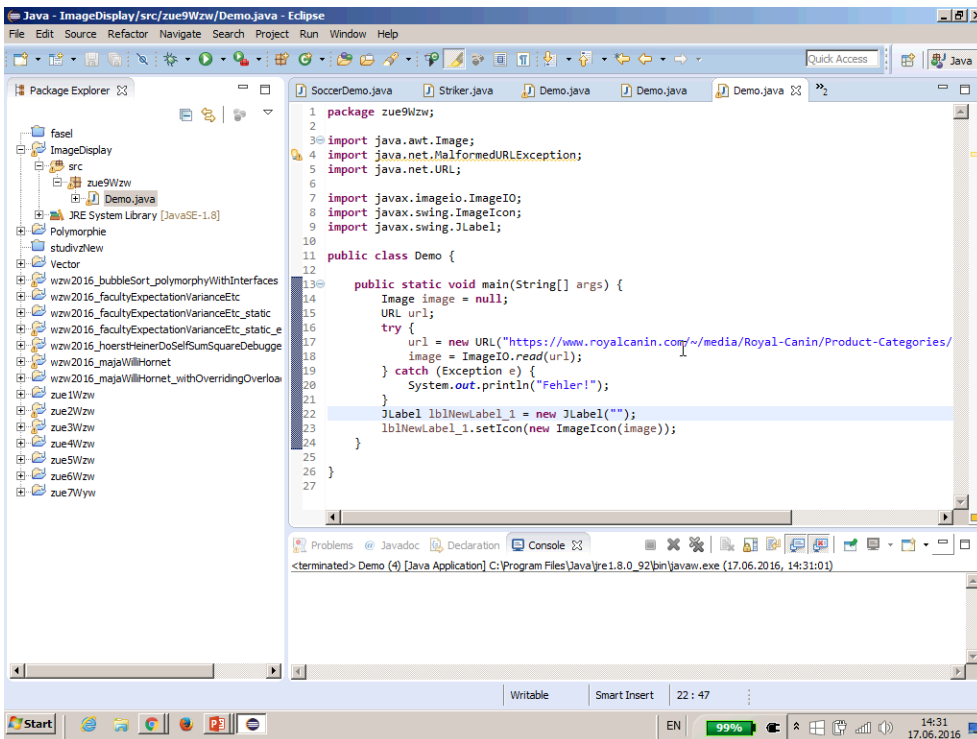 Java - ImageDisplay/src/zue9Wzw/Demo.java - Eclipse
File Edit Source Refactor Navigate Search Project Run Window Help
Quick Access
Java
Package Explorer
fasel
ImageDisplay
src
zue9Wzw
Demo.java
JRE System Library [JavaSE-1.8]
Polymorphie
studivzNew
Vector
wzw2016_bubbleSort_polymorphyWithInterfaces
wzw2016_facultyExpectationVarianceEtc
wzw2016_facultyExpectationVarianceEtc_static
wzw2016_facultyExpectationVarianceEtc_static_e
wzw2016_hoerstHeinerDoSelfSumSquareDebugge
wzw2016_majaWilliHornet
wzw2016_majaWilliHornet_withOverridingOverloa
zue1Wzw
zue2Wzw
zue3Wzw
zue4Wzw
zue5Wzw
zue6Wzw
zue7Wyw
SoccerDemo.java Striker.java Demo.java Demo.java Demo.java »2
1 package zue9Wzw;
2
3 import java.awt.Image;
4 import java.net.MalformedURLException;
5 import java.net.URL;
6
7 import javax.imageio.ImageIO;
8 import javax.swing.ImageIcon;
9 import javax.swing.JLabel;
10
11 public class Demo {
12
13 public static void main(String[] args) {
14 Image image = null;
15 URL url;
16 try {
17 url = new URL("https://www.royalcanin.com/~/media/Royal-Canin/Product-Categories/
18 image = ImageIO.read(url);
19 } catch (Exception e) {
20 System.out.println("Fehler!");
21 }
22 JLabel lblNewLabel_1 = new JLabel("");
23 lblNewLabel_1.setIcon(new ImageIcon(image));
24 }
25
26 }
27
Problems @ Javadoc Declaration Console
<terminated> Demo (4) [Java Application] C:\Program Files\Java\jre1.8.0_92\bin\javaw.exe (17.06.2016, 14:31:01)
Writable Smart Insert 22 : 47
Start
EN 99% 14:31
17.06.2016